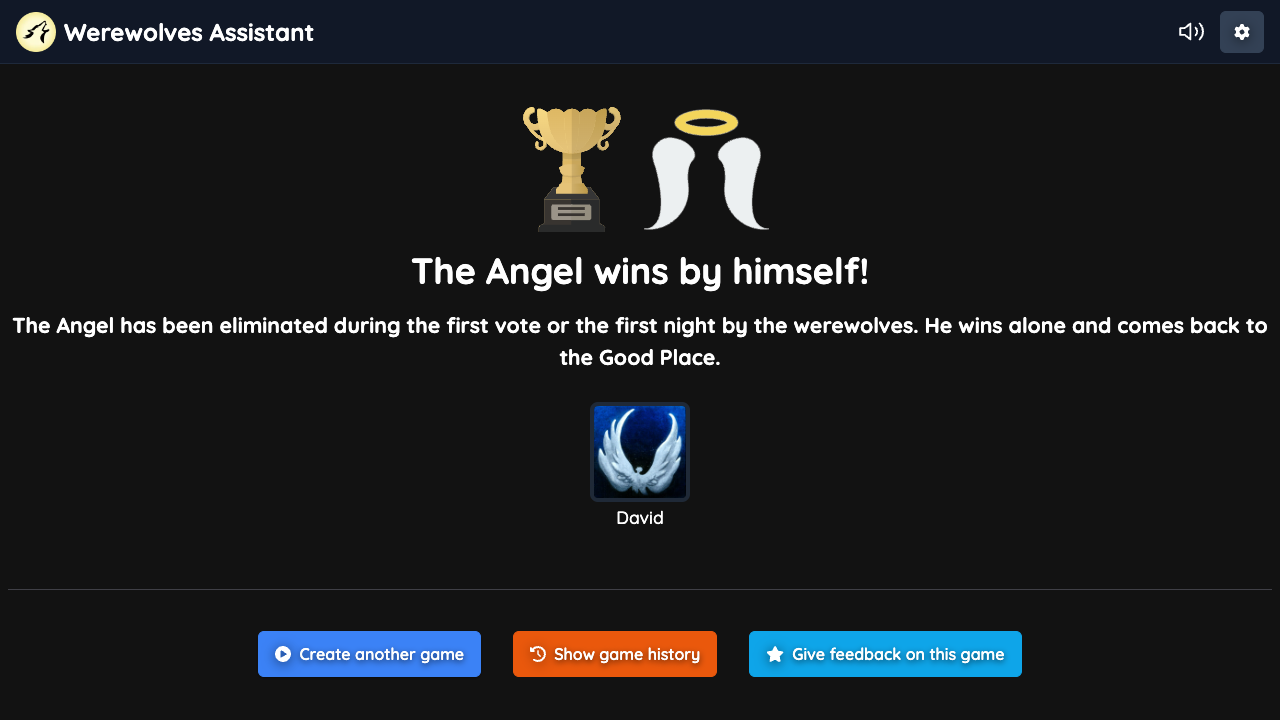 Werewolves Assistant
The Angel wins by himself!
The Angel has been eliminated during the first vote or the first night by the werewolves. He wins alone and comes back to
the Good Place.
David
Create another game
Show game history
Give feedback on this game